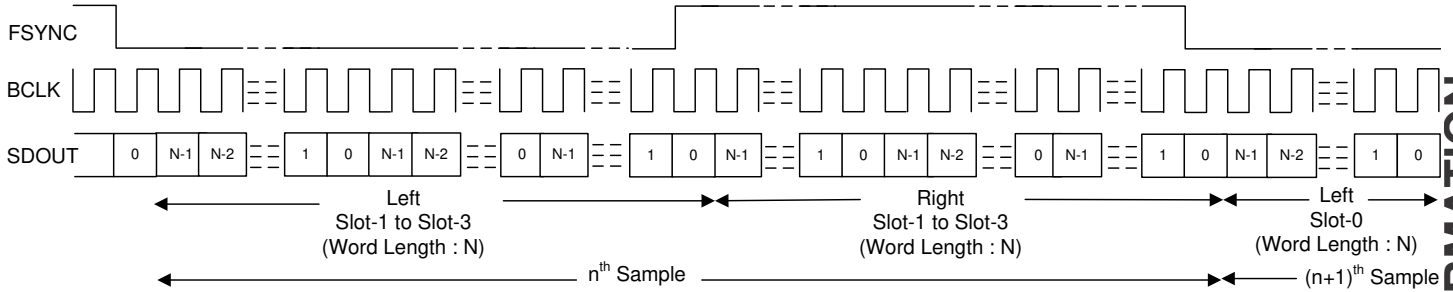 FSYNC
BCLK
SDOUT 0 N-1 N-2 1 0 N-1 N-2 0 N-1 1 0 N-1 1 0 N-1 N-2 0 N-1 1 0 N-1 N-2 1 0
Left
Slot-1 to Slot-3
(Word Length : N)
Right
Slot-1 to Slot-3
(Word Length : N)
Left
Slot-0
(Word Length : N)
nth Sample
(n+1)th Sample